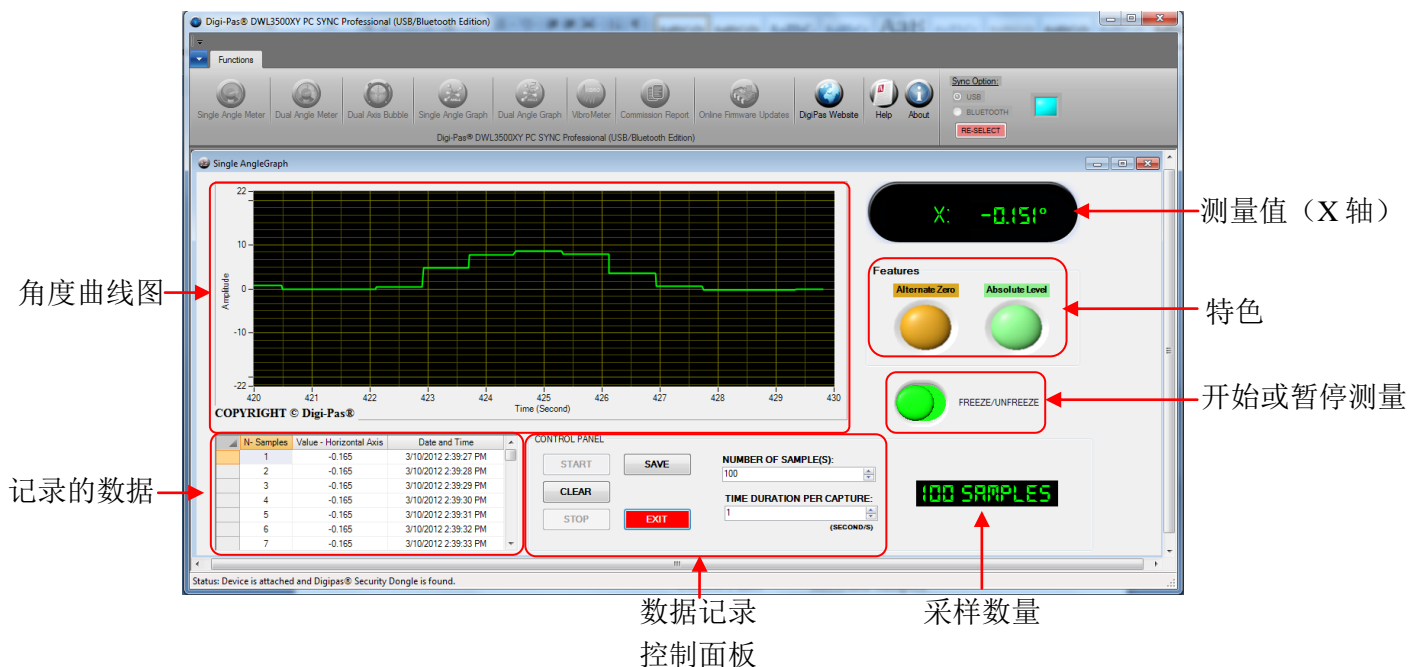 Digi-Pas® DWL3500XY PC SYNC Professional (USB/Bluetooth Edition)
Functions
Single Angle Meter
Dual Angle Meter
Dual Axis Bubble
Single Angle Graph
Dual Angle Graph
VibroMeter
Commission Report
Online Firmware Updates
DigiPas Website
Help
About
Sync Option:
USB
BLUETOOTH
RE-SELECT
Digi-Pas® DWL3500XY PC SYNC Professional (USB/Bluetooth Edition)
Single AngleGraph
22
10
0
-10
-22
Amplitude
420 421 422 423 424 425 426 427 428 429 430
Time (Second)
COPYRIGHT © Digi-Pas®
X: -0.151°
测量值（X 轴）
角度曲线图
Features
Alternate Zero
Absolute Level
特色
FREEZE/UNFREEZE
开始或暂停测量
N- Samples Value - Horizontal Axis Date and Time
1 -0.165 3/10/2012 2:39:27 PM
2 -0.165 3/10/2012 2:39:28 PM
3 -0.165 3/10/2012 2:39:29 PM
4 -0.165 3/10/2012 2:39:30 PM
5 -0.165 3/10/2012 2:39:31 PM
6 -0.165 3/10/2012 2:39:32 PM
7 -0.165 3/10/2012 2:39:33 PM
记录的数据
CONTROL PANEL
START
SAVE
CLEAR
STOP
EXIT
NUMBER OF SAMPLE(S):
100
TIME DURATION PER CAPTURE:
1
(SECOND/S)
100 SAMPLES
Status: Device is attached and Digipas® Security Dongle is found.
数据记录
控制面板
采样数量